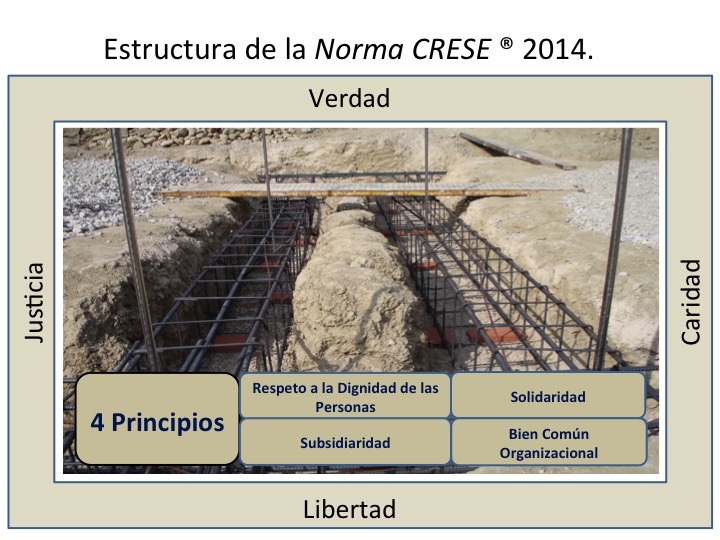 Estructura de la Norma CRESE ® 2014.
Verdad
Justicia
Caridad
4 Principios
Respeto a la Dignidad de las
Personas
Solidaridad
Subsidiaridad
Bien Común
Organizacional
Libertad